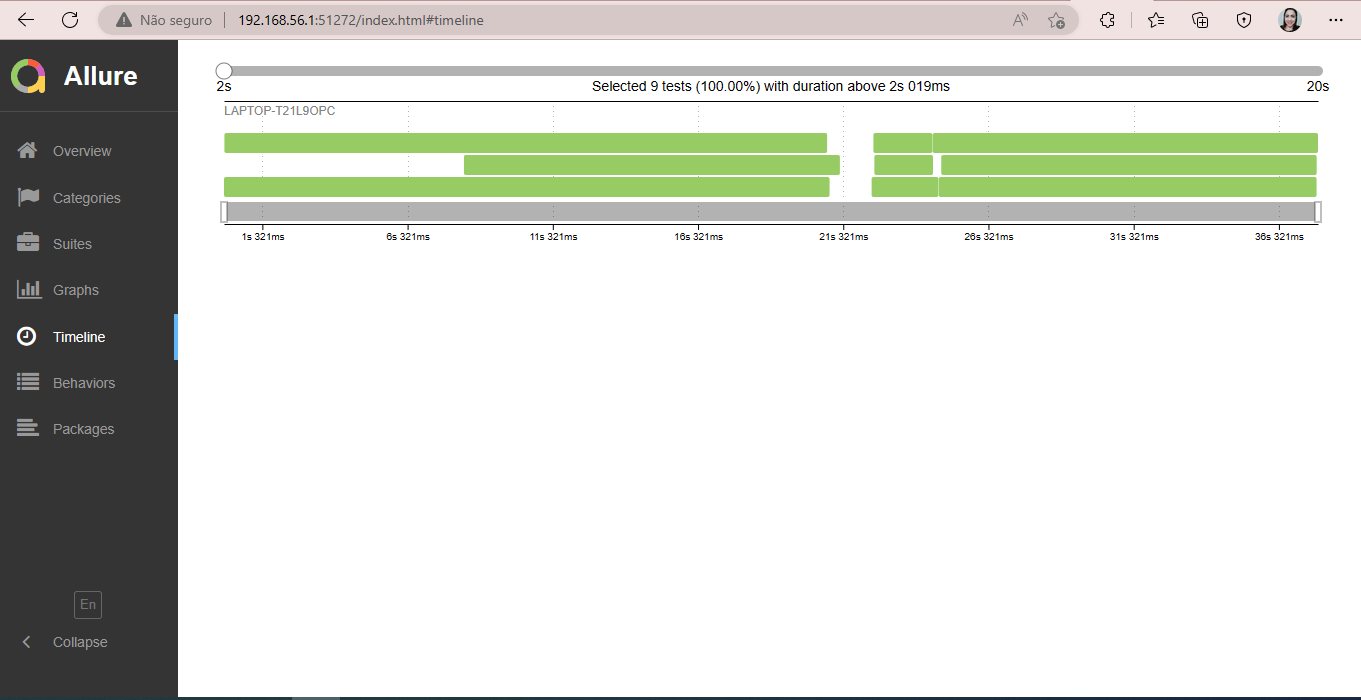 Não seguro
192.168.56.1:51272/index.html#timeline
Allure
Overview
Categories
Suites
Graphs
Timeline
Behaviors
Packages
En
Collapse
2s
Selected 9 tests (100.00%) with duration above 2s 019ms
20s
LAPTOP-T21L9OPC
1s 321ms
6s 321ms
11s 321ms
16s 321ms
21s 321ms
26s 321ms
31s 321ms
36s 321ms